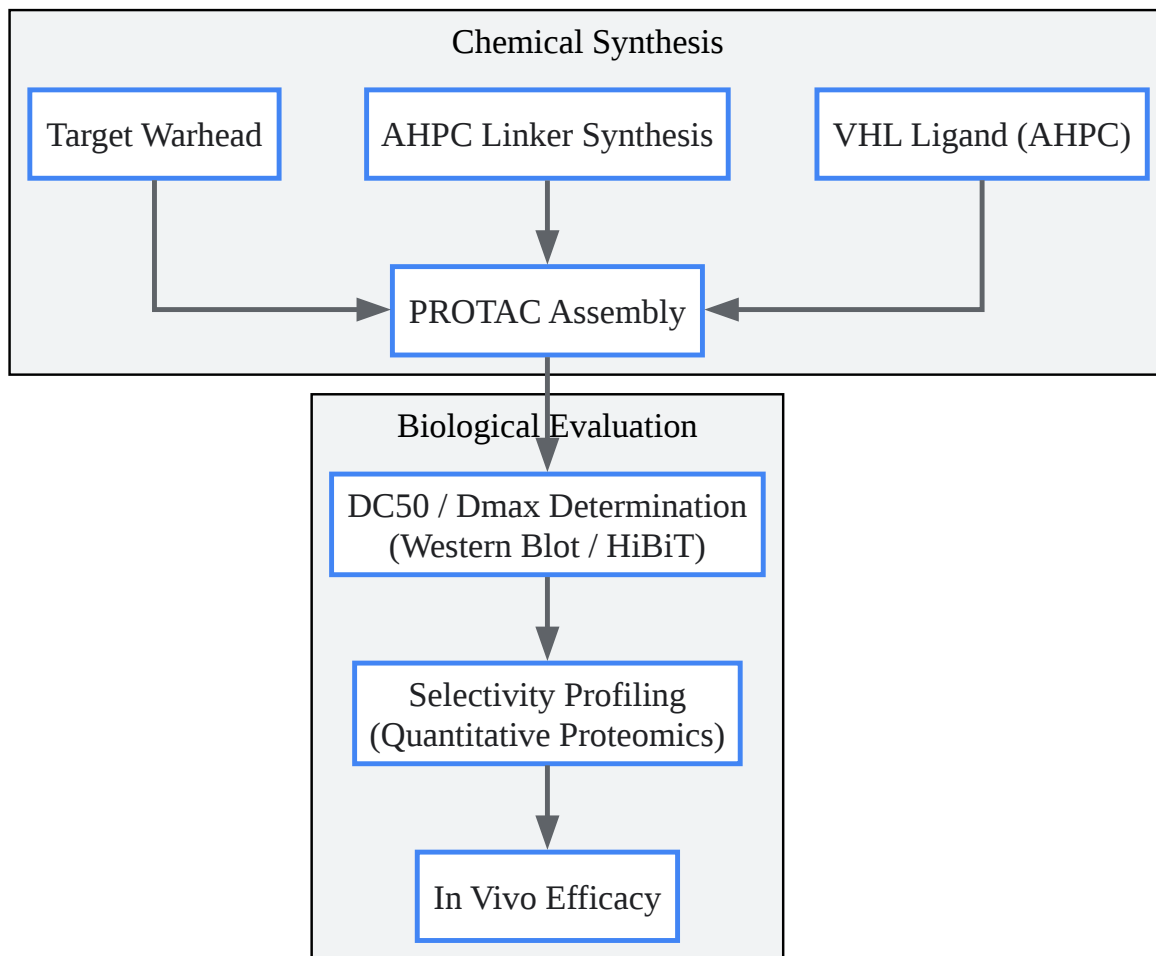 Chemical Synthesis
Target Warhead
AHPC Linker Synthesis
VHL Ligand (AHPC)
PROTAC Assembly
Biological Evaluation
DC50 / Dmax Determination
(Western Blot / HiBiT)
Selectivity Profiling
(Quantitative Proteomics)
In Vivo Efficacy